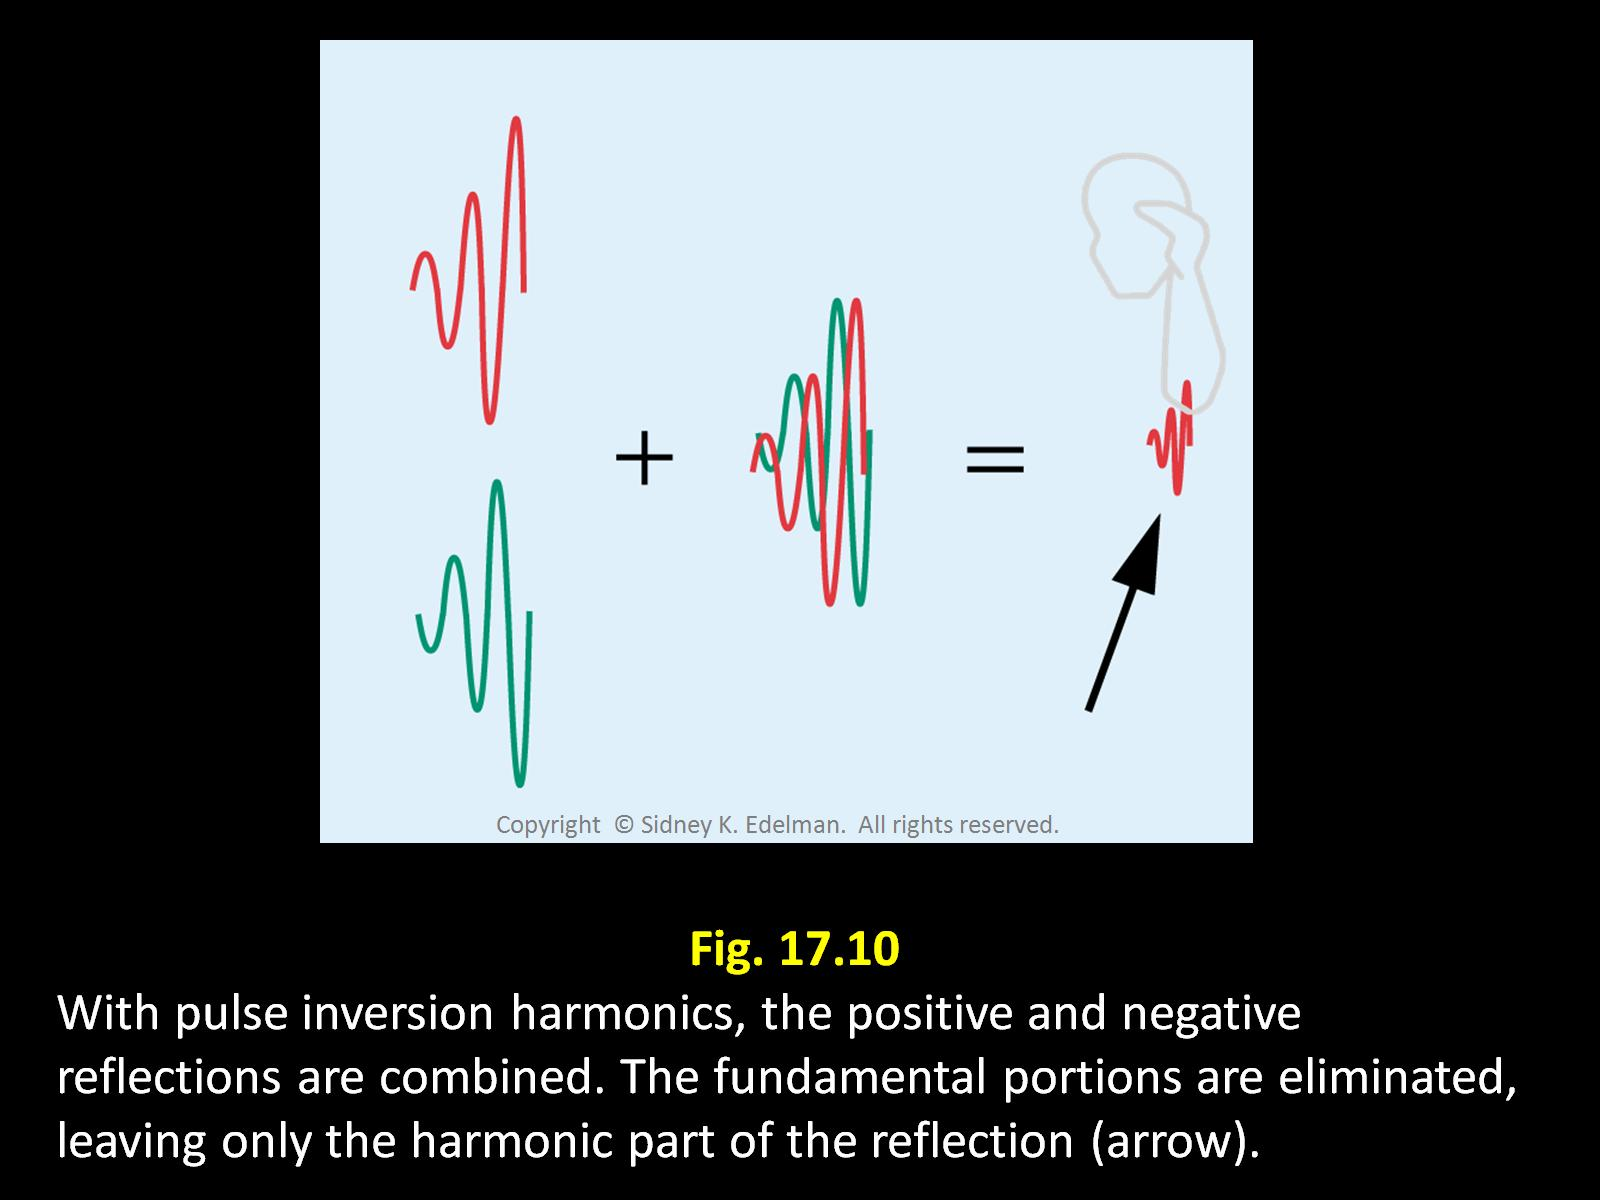 +
=
Copyright © Sidney K. Edelman. All rights reserved.
Fig. 17.10
With pulse inversion harmonics, the positive and negative
reflections are combined. The fundamental portions are eliminated,
leaving only the harmonic part of the reflection (arrow).